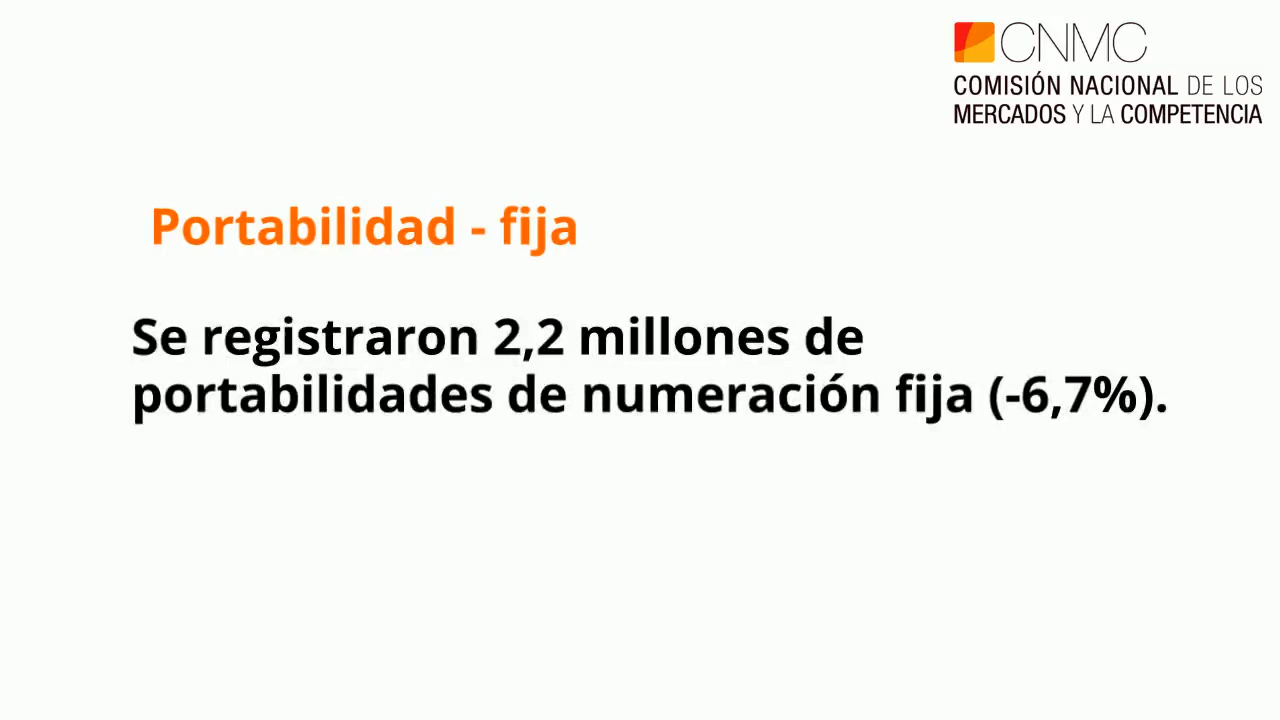 CNMC
COMISIÓN NACIONAL DE LOS
MERCADOS Y LA COMPETENCIA
Portabilidad - fija
Se registraron 2,2 millones de
portabilidades de numeración fija (-6,7%).